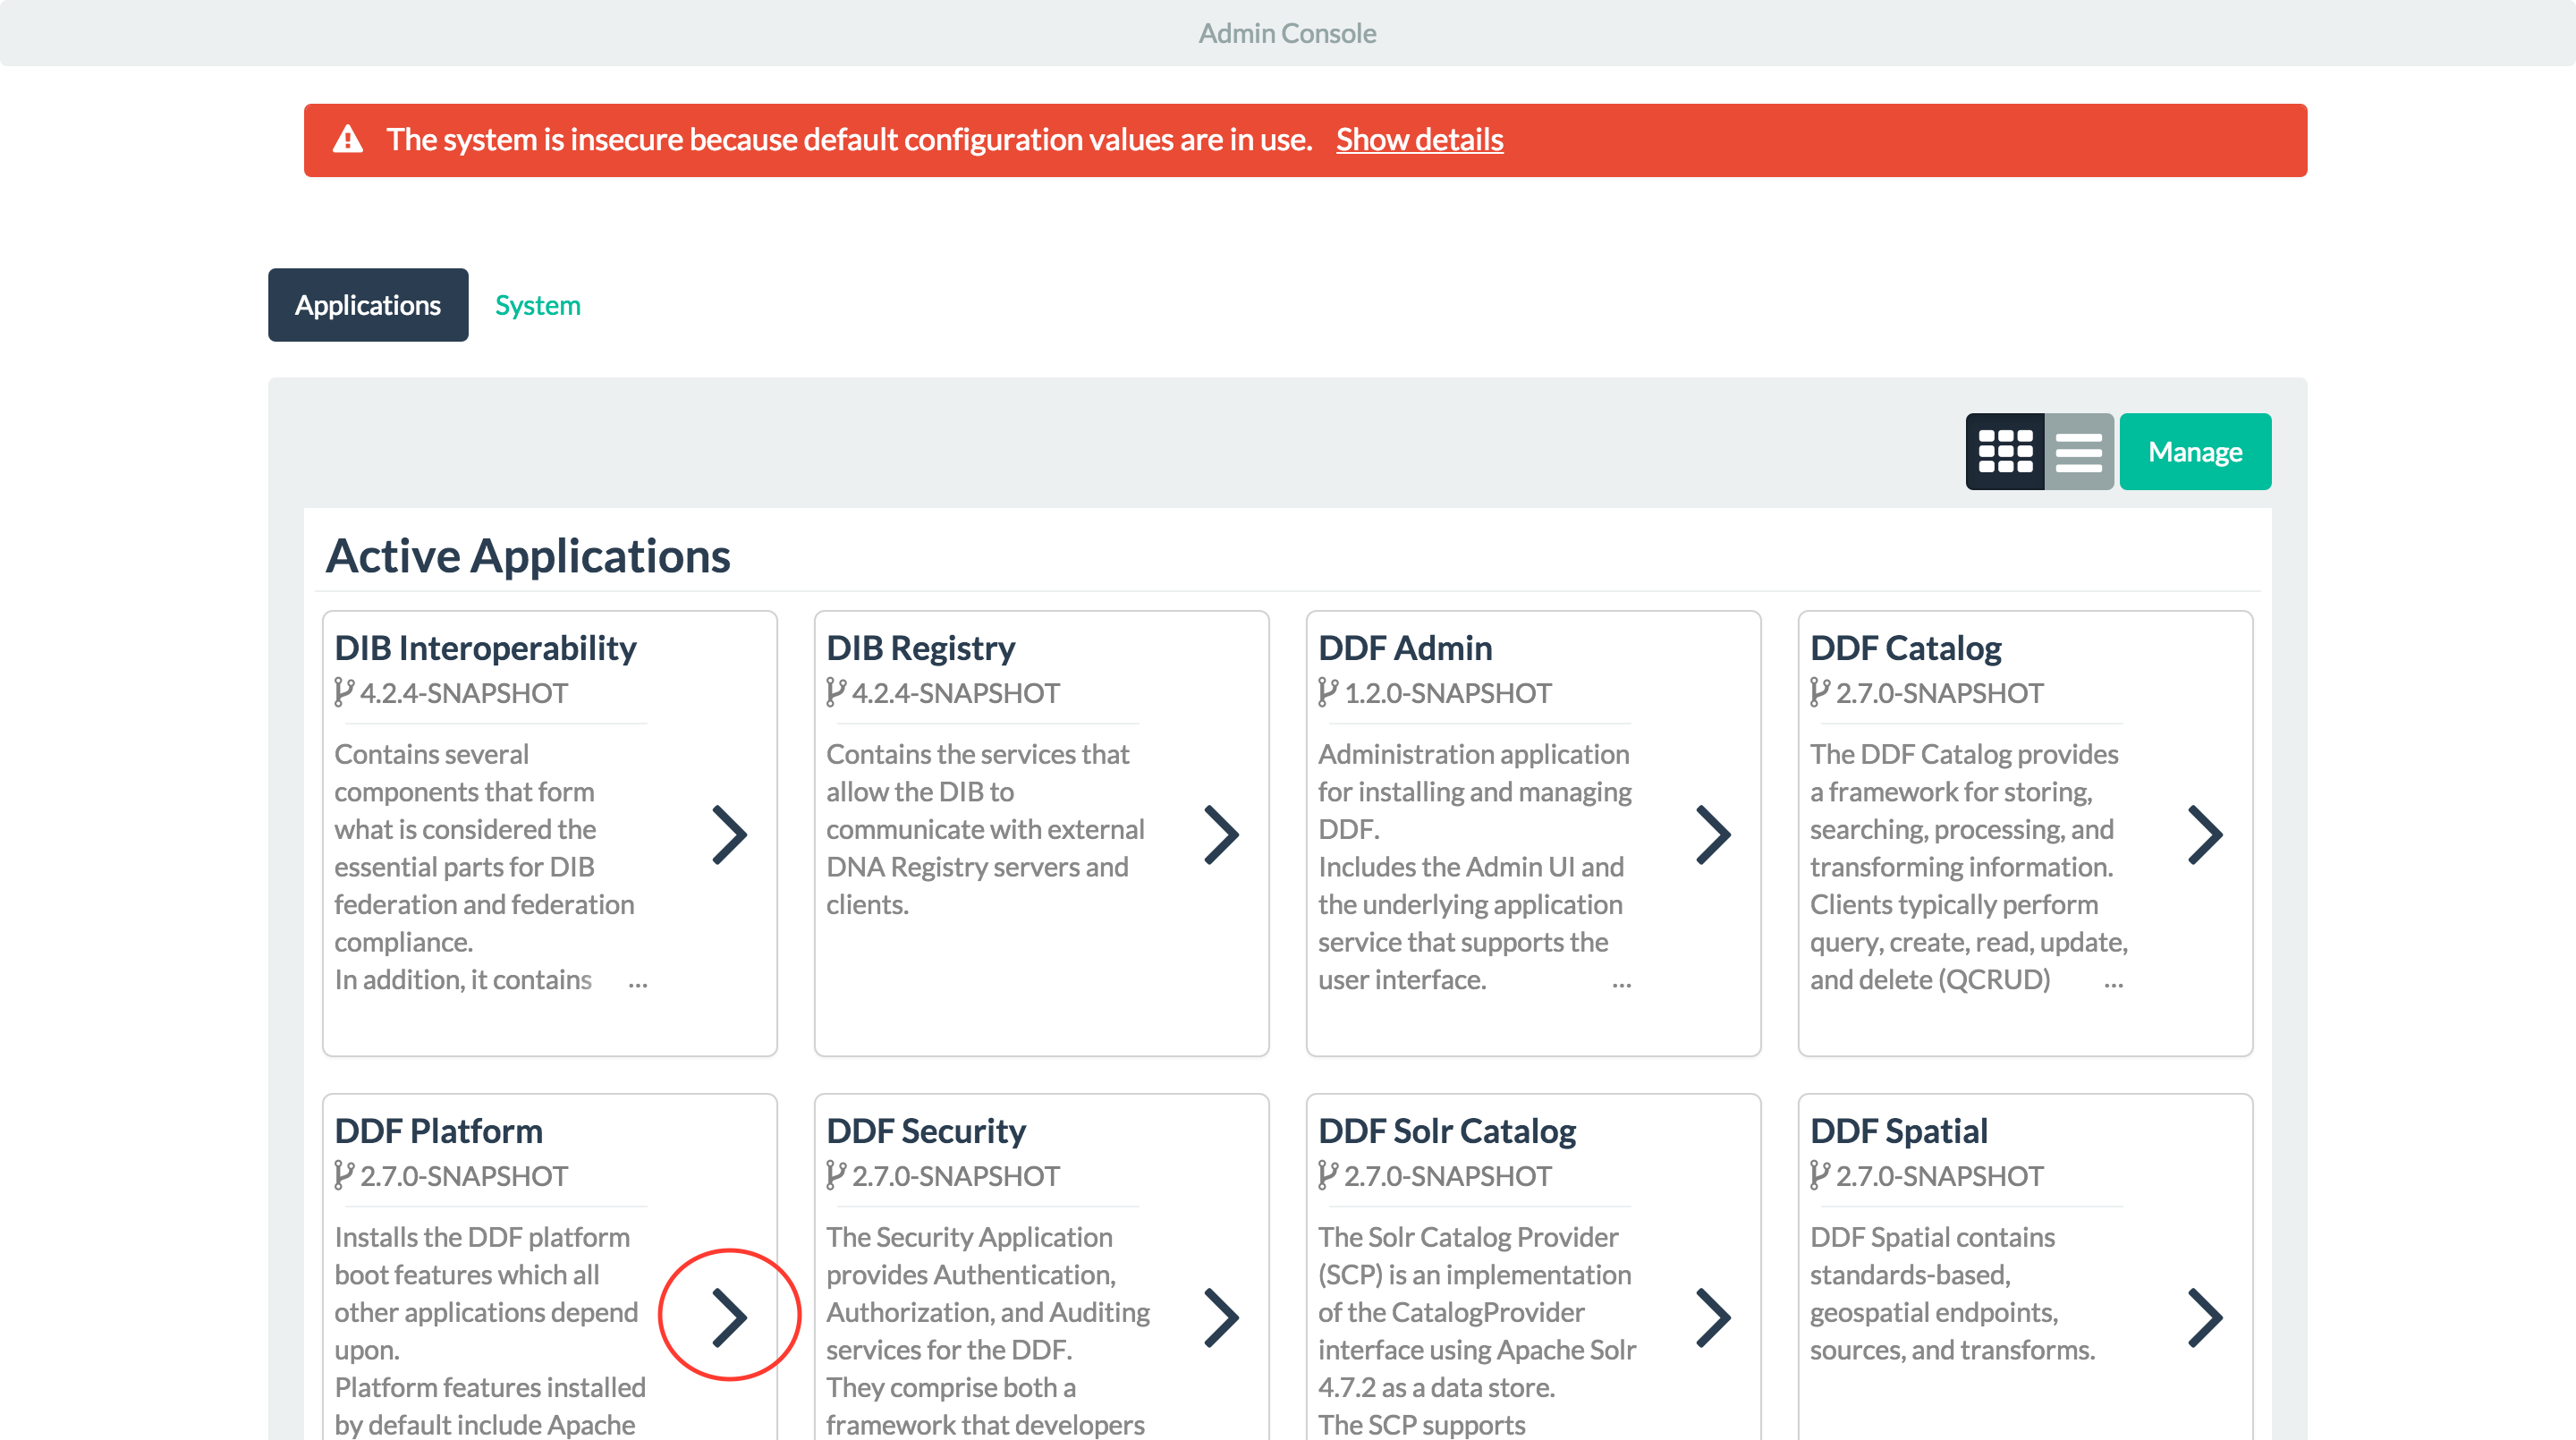 Admin Console
The system is insecure because default configuration values are in use. Show details
Applications System
Manage
Active Applications
DIB Interoperability
4.2.4-SNAPSHOT
Contains several
components that form
what is considered the
essential parts for DIB
federation and federation
compliance.
In addition, it contains ...
DIB Registry
4.2.4-SNAPSHOT
Contains the services that
allow the DIB to
communicate with external
DNA Registry servers and
clients.
DDF Admin
1.2.0-SNAPSHOT
Administration application
for installing and managing
DDF.
Includes the Admin UI and
the underlying application
service that supports the
user interface. ...
DDF Catalog
2.7.0-SNAPSHOT
The DDF Catalog provides
a framework for storing,
searching, processing, and
transforming information.
Clients typically perform
query, create, read, update,
and delete (QCRUD) ...
DDF Platform
2.7.0-SNAPSHOT
Installs the DDF platform
boot features which all
other applications depend
upon.
Platform features installed
by default include Apache
DDF Security
2.7.0-SNAPSHOT
The Security Application
provides Authentication,
Authorization, and Auditing
services for the DDF.
They comprise both a
framework that developers
DDF Solr Catalog
2.7.0-SNAPSHOT
The Solr Catalog Provider
(SCP) is an implementation
of the CatalogProvider
interface using Apache Solr
4.7.2 as a data store.
The SCP supports
DDF Spatial
2.7.0-SNAPSHOT
DDF Spatial contains
standards-based,
geospatial endpoints,
sources, and transforms.